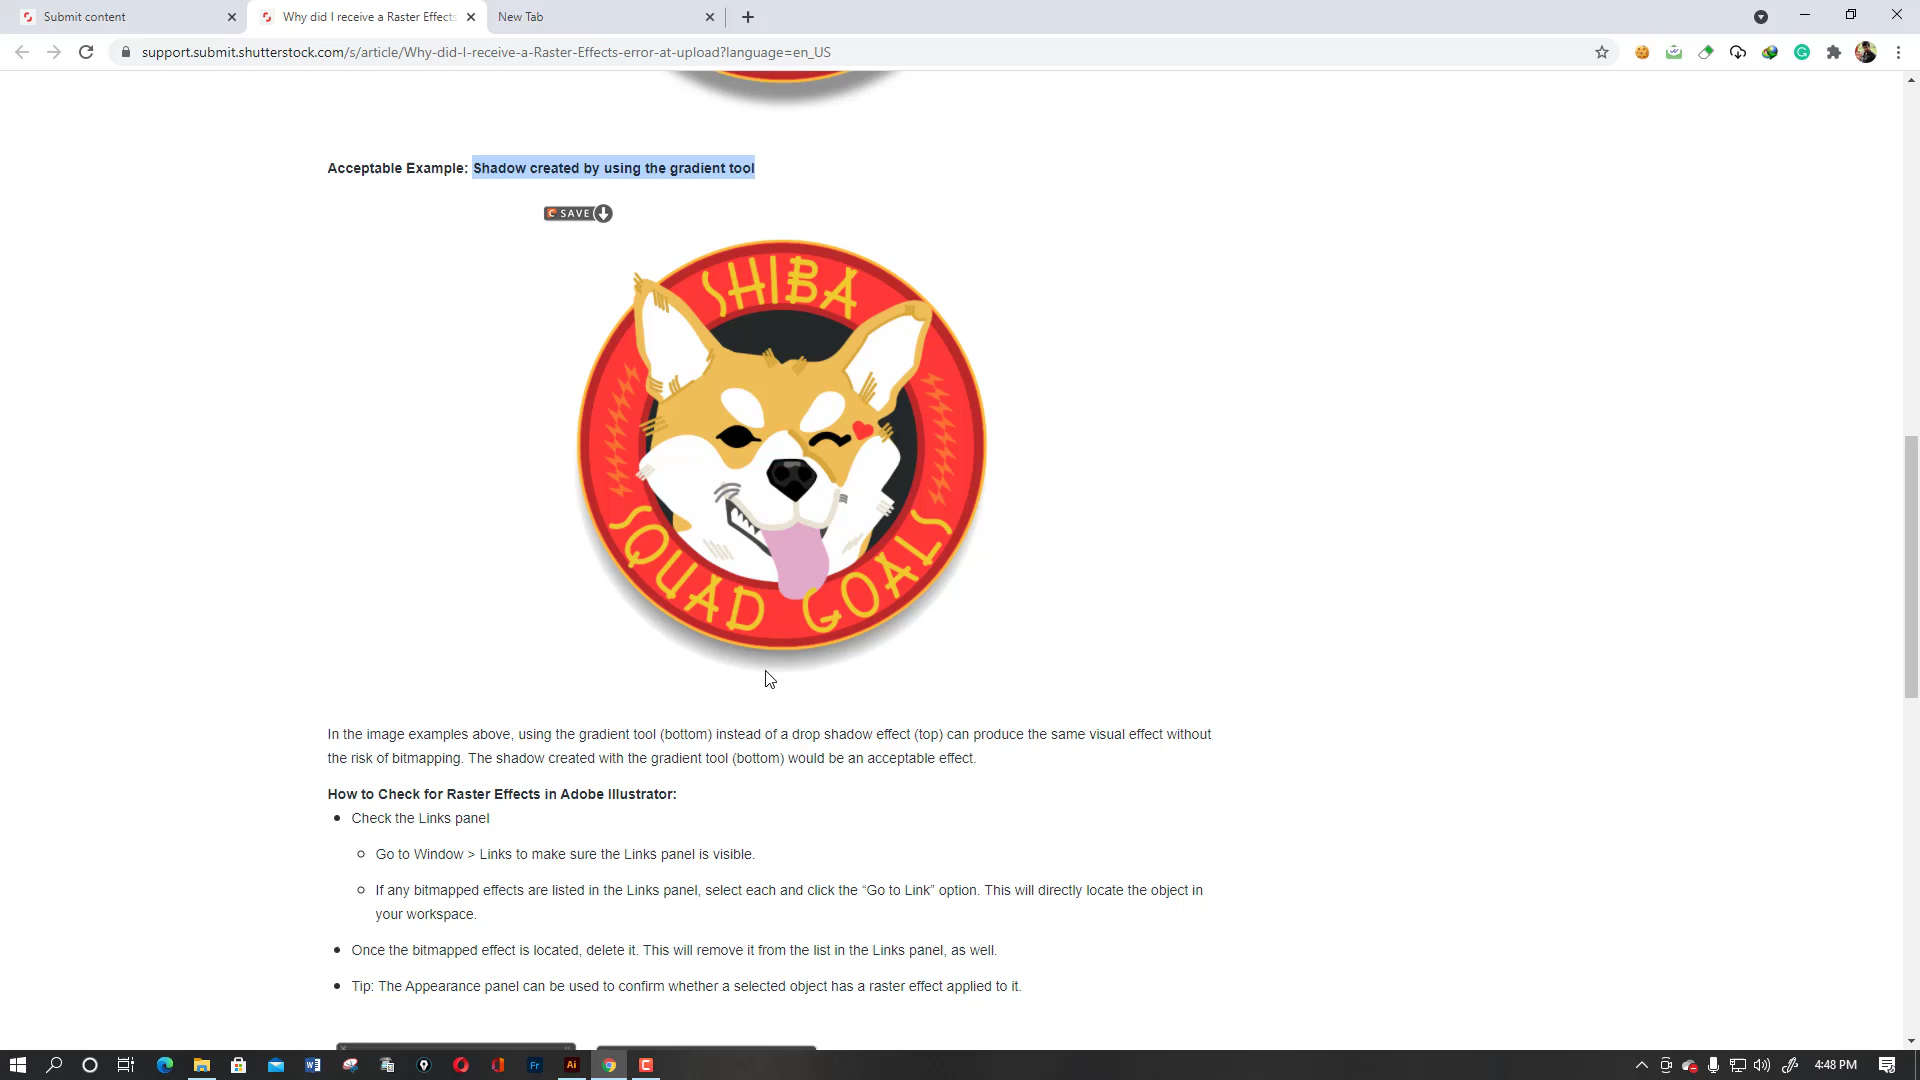 Submit content
Why did I receive a Raster Effects
New Tab
support.submit.shutterstock.com/s/article/Why-did-I-receive-a-Raster-Effects-error-at-upload?language=en_US
Acceptable Example: Shadow created by using the gradient tool
SAVE
SHIBA
SQUAD GOALS
In the image examples above, using the gradient tool (bottom) instead of a drop shadow effect (top) can produce the same visual effect without
the risk of bitmapping. The shadow created with the gradient tool (bottom) would be an acceptable effect.
How to Check for Raster Effects in Adobe Illustrator:
Check the Links panel
Go to Window > Links to make sure the Links panel is visible.
If any bitmapped effects are listed in the Links panel, select each and click the “Go to Link” option. This will directly locate the object in
your workspace.
Once the bitmapped effect is located, delete it. This will remove it from the list in the Links panel, as well.
Tip: The Appearance panel can be used to confirm whether a selected object has a raster effect applied to it.
Fr
Ai
4:48 PM